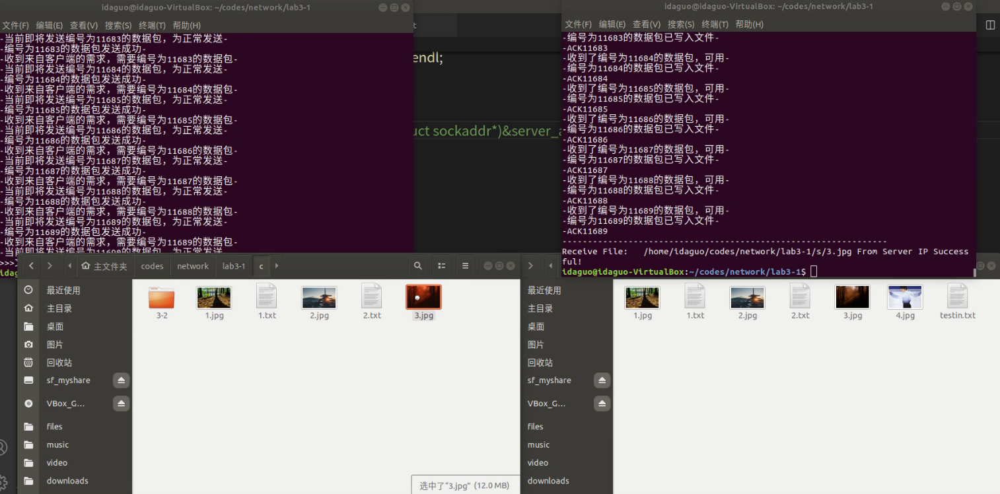 idaguo@idaguo-VirtualBox: ~/codes/network/lab3-1
文件(F) 编辑(E) 查看(V) 搜索(S) 终端(T) 帮助(H)
-当前即将发送编号为11683的数据包，为正常发送-
-编号为11683的数据包发送成功-
-收到来自客户端的需求，需要编号为11683的数据包-
-当前即将发送编号为11684的数据包，为正常发送-
-编号为11684的数据包发送成功-
-收到来自客户端的需求，需要编号为11684的数据包-
-当前即将发送编号为11685的数据包，为正常发送-
-编号为11685的数据包发送成功-
-收到来自客户端的需求，需要编号为11685的数据包-
-当前即将发送编号为11686的数据包，为正常发送-
-编号为11686的数据包发送成功-
-收到来自客户端的需求，需要编号为11686的数据包-
-当前即将发送编号为11687的数据包，为正常发送-
-编号为11687的数据包发送成功-
-收到来自客户端的需求，需要编号为11687的数据包-
-当前即将发送编号为11688的数据包，为正常发送-
-编号为11688的数据包发送成功-
-收到来自客户端的需求，需要编号为11688的数据包-
-当前即将发送编号为11689的数据包，为正常发送-
-编号为11689的数据包发送成功-
-收到来自客户端的需求，需要编号为11689的数据包-
-当前即将发送编号为11690的数据包，为正常发送-
>>>
idag
t
endl;
uct sockaddr*)&server_a
idaguo@idaguo-VirtualBox: ~/codes/network/lab3-1
文件(F) 编辑(E) 查看(V) 搜索(S) 终端(T) 帮助(H)
-编号为11683的数据包已写入文件-
-ACK11683
-收到了编号为11684的数据包，可用-
-编号为11684的数据包已写入文件-
-ACK11684
-收到了编号为11685的数据包，可用-
-编号为11685的数据包已写入文件-
-ACK11685
-收到了编号为11686的数据包，可用-
-编号为11686的数据包已写入文件-
-ACK11686
-收到了编号为11687的数据包，可用-
-编号为11687的数据包已写入文件-
-ACK11687
-收到了编号为11688的数据包，可用-
-编号为11688的数据包已写入文件-
-ACK11688
-收到了编号为11689的数据包，可用-
-编号为11689的数据包已写入文件-
-ACK11689
-------------------------------------------------------------
Receive File:   /home/idaguo/codes/network/lab3-1/s/3.jpg From Server IP Success
ful!
idaguo@idaguo-VirtualBox:~/codes/network/lab3-1$
主文件夹 codes network lab3-1 c
最近使用
主目录
桌面
图片
回收站
sf_myshare
VBox_G…
files
music
video
downloads
3-2 1.jpg 1.txt 2.jpg 2.txt 3.jpg
选中了“3.jpg” (12.0 MB)
最近使用
主目录
桌面
图片
回收站
sf_myshare
VBox_G…
files
music
video
downloads
1.jpg 1.txt 2.jpg 2.txt 3.jpg 4.jpg testin.txt